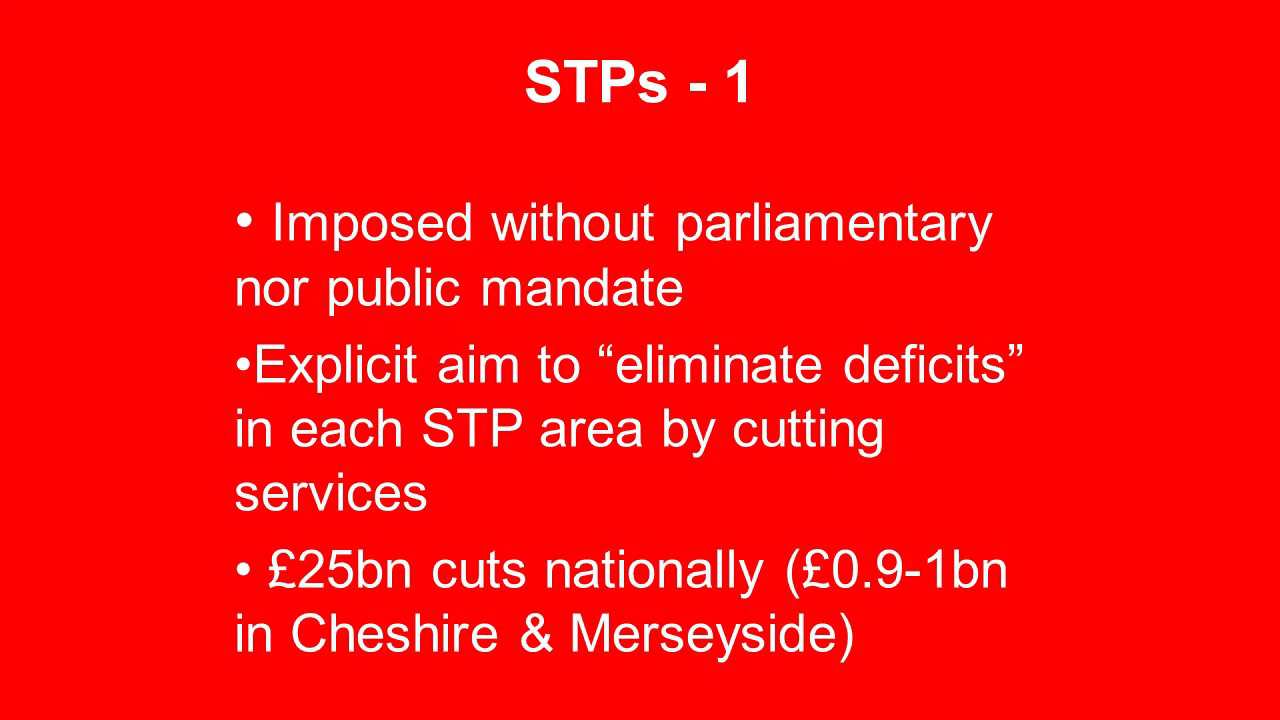 STPs - 1
• Imposed without parliamentary
nor public mandate
•Explicit aim to “eliminate deficits”
in each STP area by cutting
services
• £25bn cuts nationally (£0.9-1bn
in Cheshire & Merseyside)